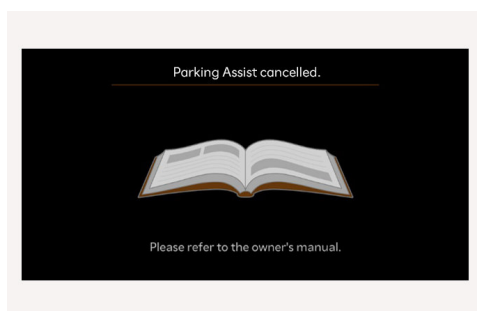 Parking Assist cancelled.
Please refer to the owner's manual.